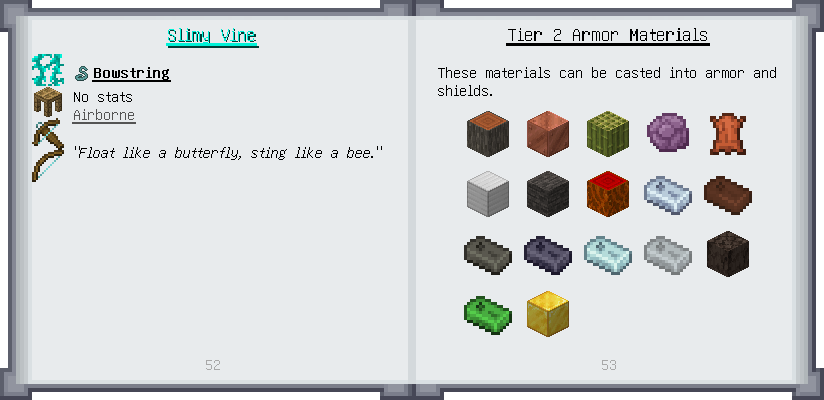 Slimy Vine
Bowstring
No stats
Airborne
"Float like a butterfly, sting like a bee."
52
Tier 2 Armor Materials
These materials can be casted into armor and
shields.
53